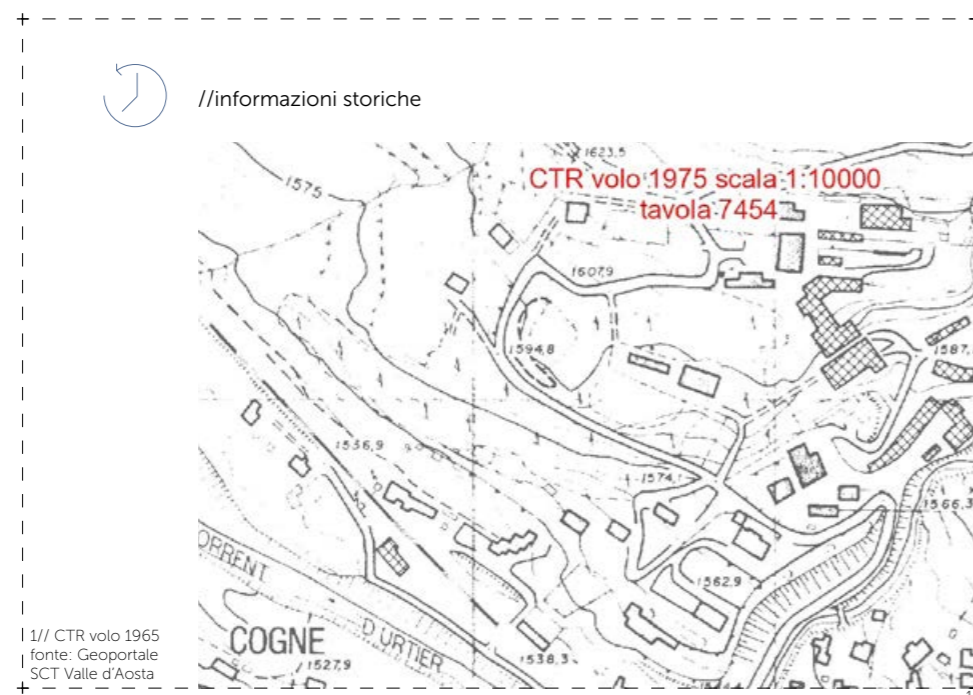 //informazioni storiche
1623,5
CTR volo 1975 scala 1:10000
tavola 7454
1575
1607,9
1594,8
1587,
1536,9
1574,
1566,3
1562,9
ORRENT
D'URTIER
COGNE
1527,9
1538,3
1// CTR volo 1965
fonte: Geoportale
SCT Valle d'Aosta